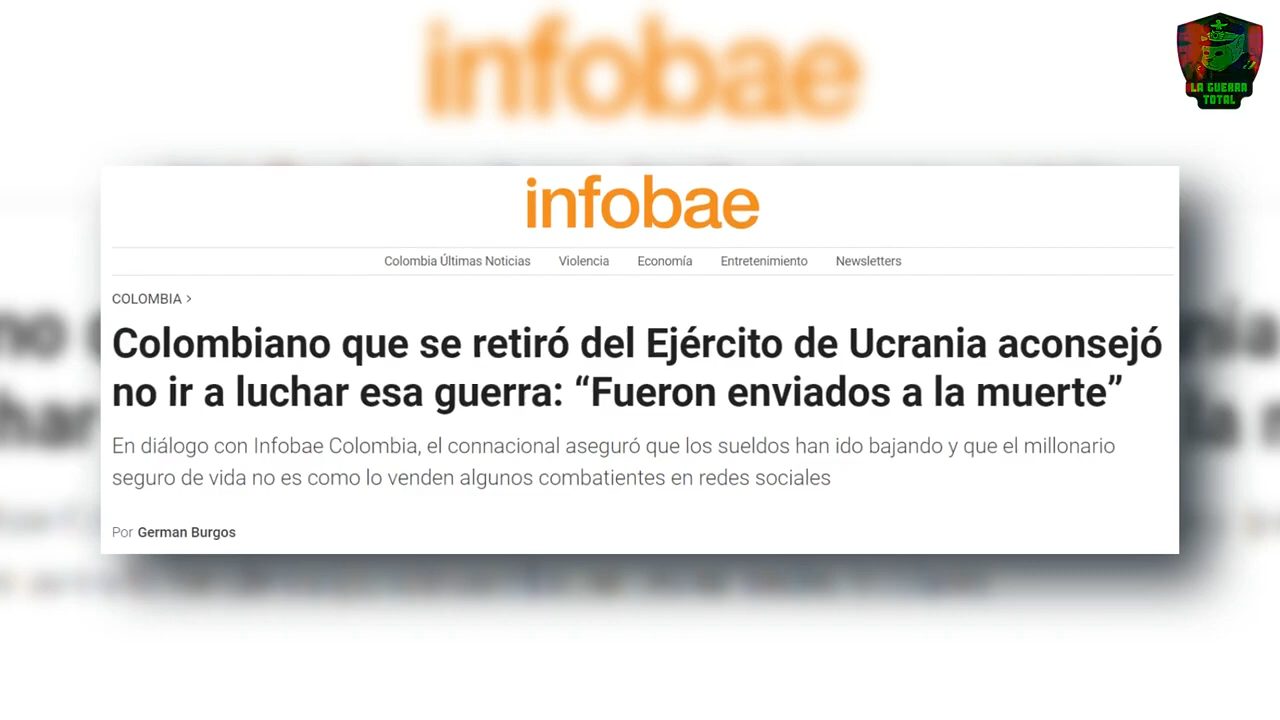 infobae
LA GUERRA
TOTAL
infobae
Colombia Últimas Noticias Violencia Economía Entretenimiento Newsletters
COLOMBIA >
Colombiano que se retiró del Ejército de Ucrania aconsejó
no ir a luchar esa guerra: “Fueron enviados a la muerte”
En diálogo con Infobae Colombia, el connacional aseguró que los sueldos han ido bajando y que el millonario
seguro de vida no es como lo venden algunos combatientes en redes sociales
Por German Burgos